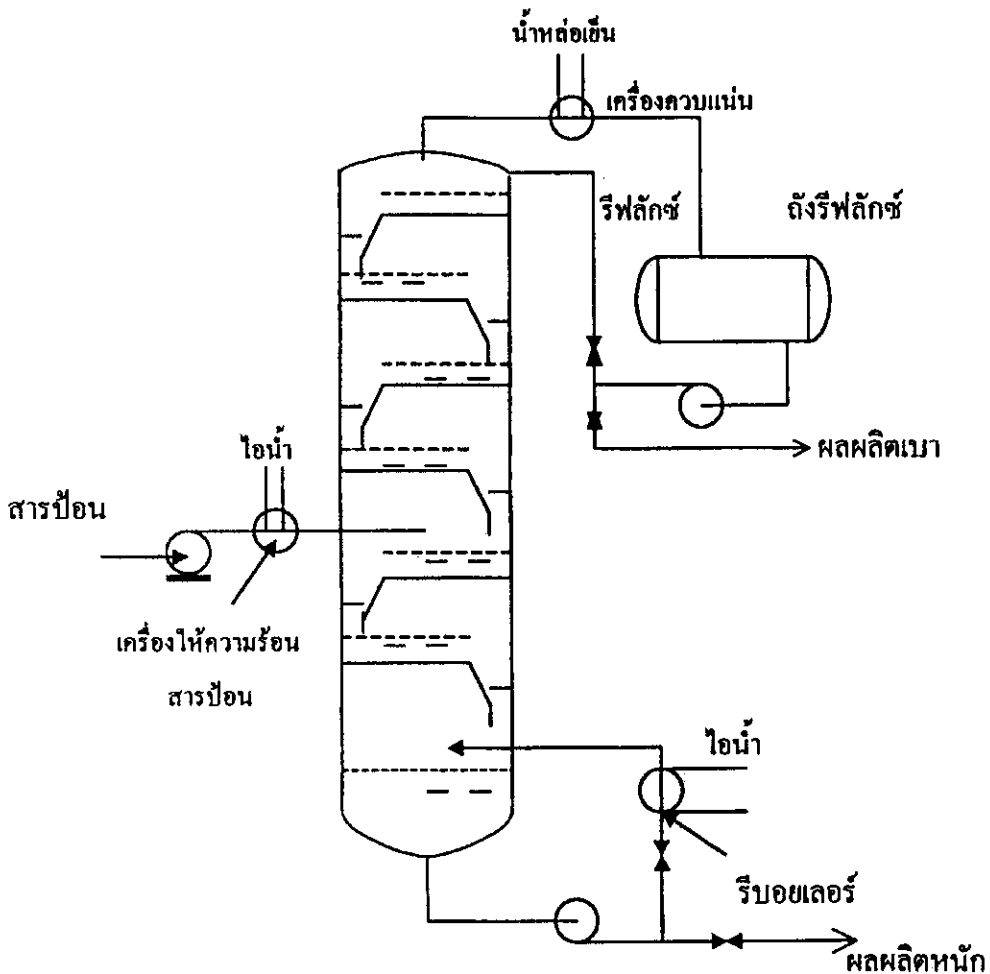 น้ำหล่อเย็น
เครื่องควบแน่น
รีฟลักซ์
ถังรีฟลักซ์
ผลผลิตเบา
ไอน้ำ
สารป้อน
เครื่องให้ความร้อน
สารป้อน
ไอน้ำ
รีบอยเลอร์
ผลผลิตหนัก